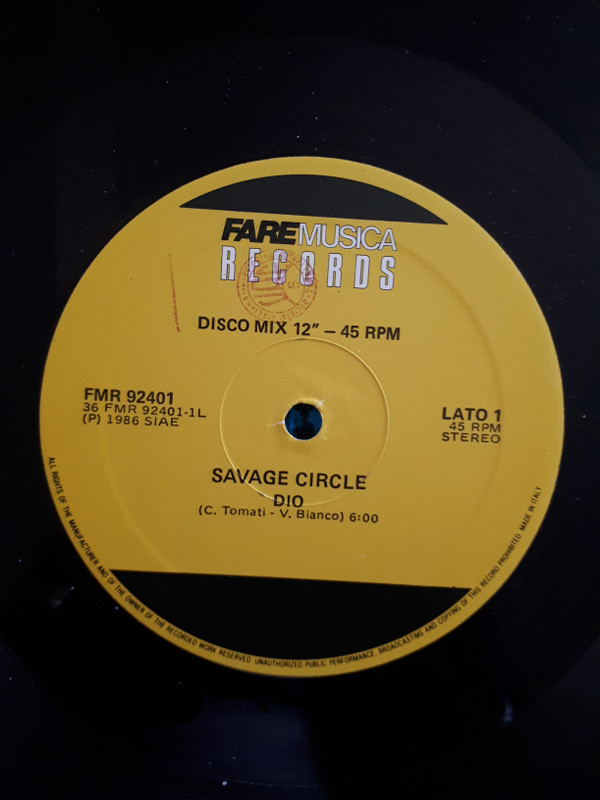 FAREMUSICA
RECORDS
DISCO MIX 12" – 45 RPM
FMR 92401
36 FMR 92401-1L
(P) 1986 SIAE
LATO 1
45 RPM
STEREO
SAVAGE CIRCLE
DIO
(C. Tomati - V. Bianco) 6:00
ALL RIGHTS OF THE MANUFACTURER AND OF THE OWNER OF THE RECORDED WORK RESERVED. UNAUTHORIZED PUBLIC PERFORMANCE, BROADCASTING AND COPYING OF THIS RECORD PROHIBITED. MADE IN ITALY